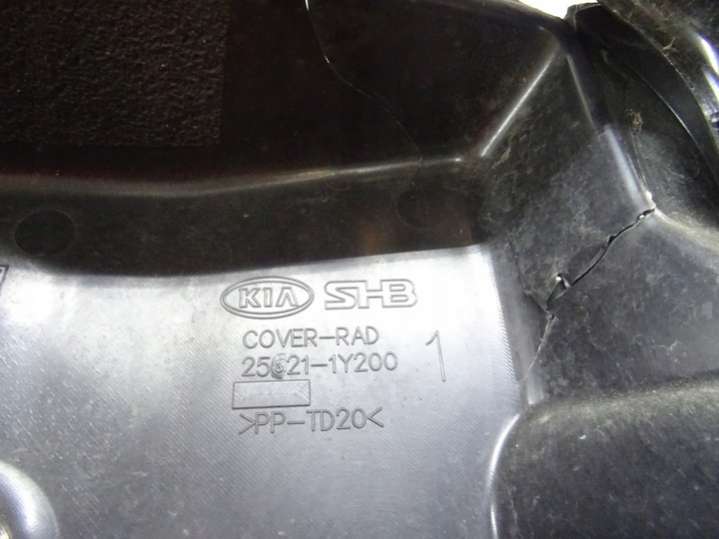 KIA SHB
COVER-RAD
1
>PP-TD20<